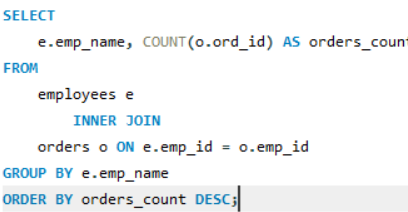 SELECT
e.emp_name, COUNT(o.ord_id) AS orders_count
FROM
employees e
INNER JOIN
orders o ON e.emp_id = o.emp_id
GROUP BY e.emp_name
ORDER BY orders_count DESC;